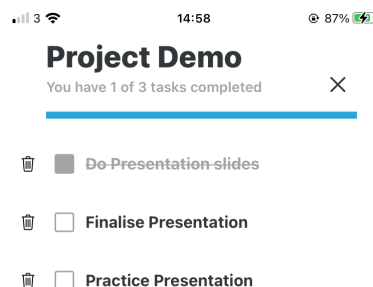 3 14:58 87%
Project Demo
You have 1 of 3 tasks completed
Do Presentation slides
Finalise Presentation
Practice Presentation